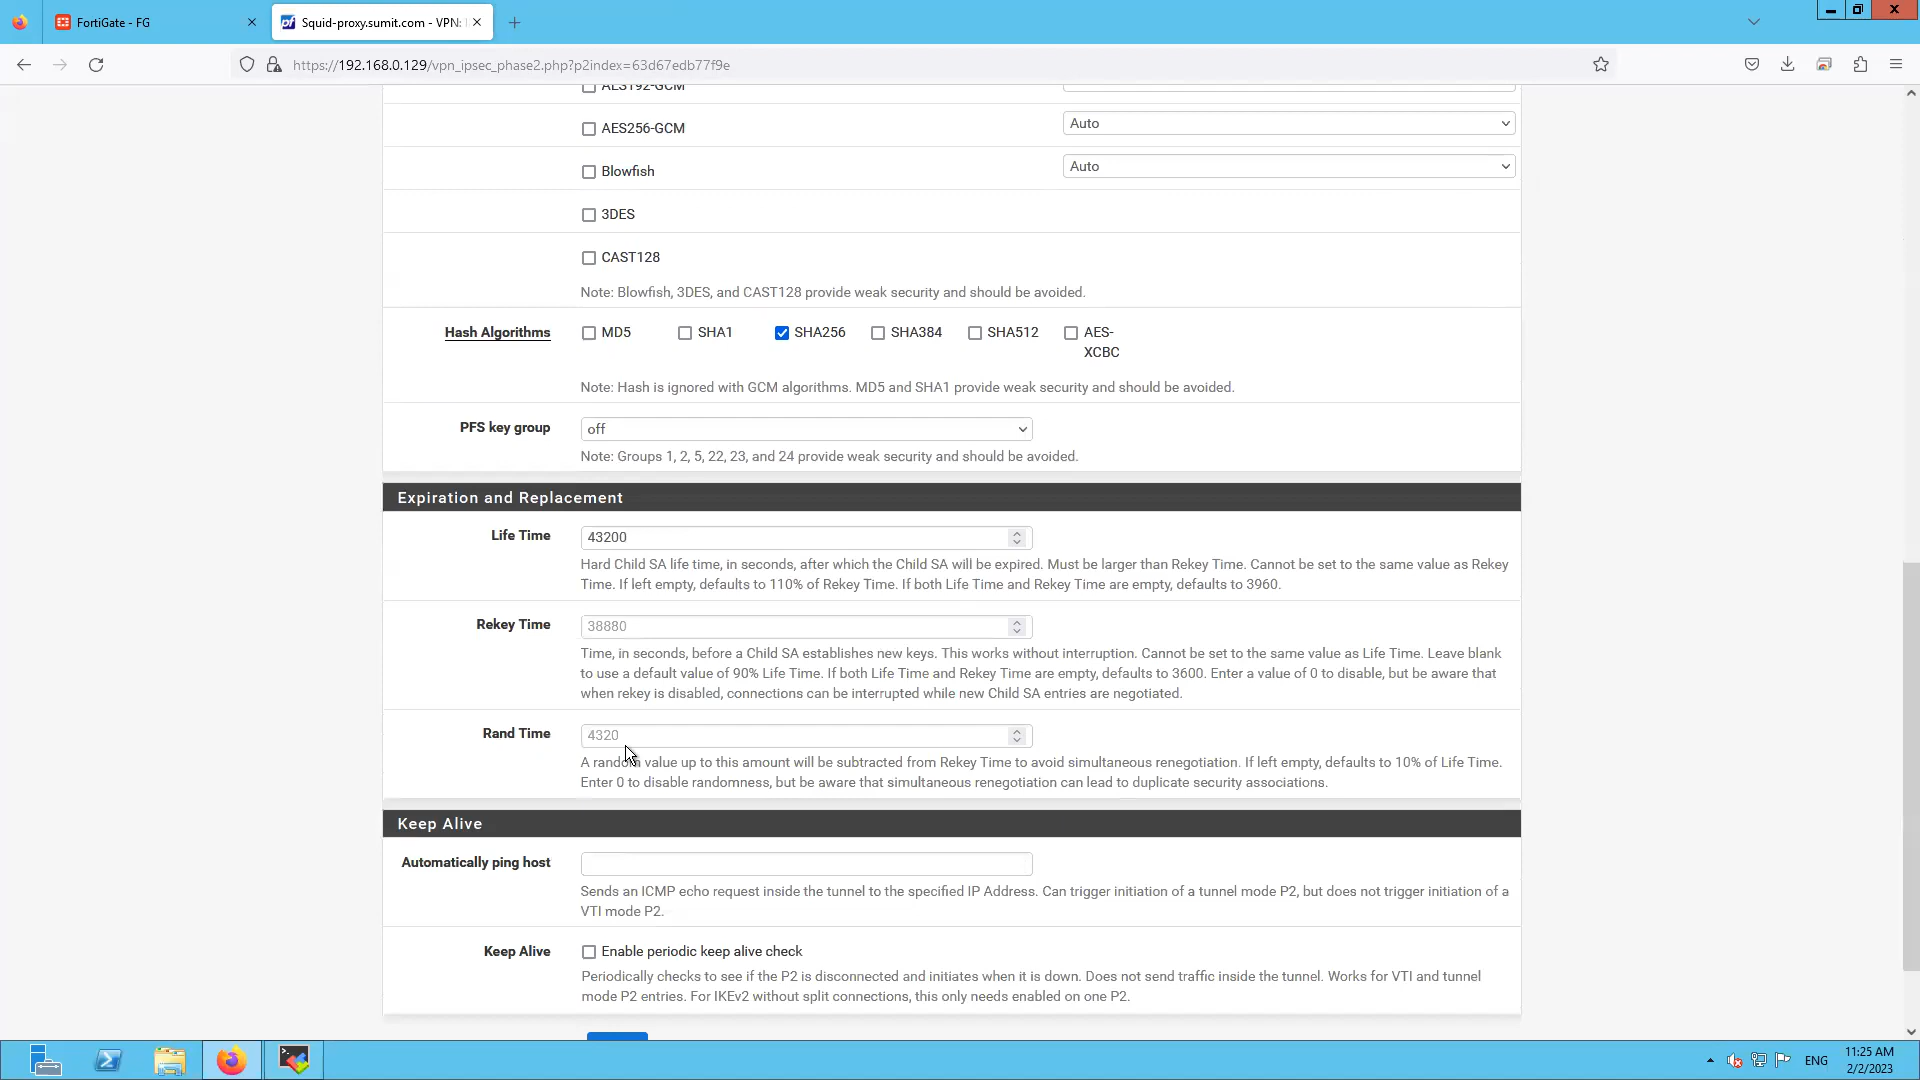 FortiGate - FG
Squid-proxy.sumit.com - VPN:
https://192.168.0.129/vpn_ipsec_phase2.php?p2index=63d67edb77f9e
AES192-GCM
AES256-GCM
Auto
Blowfish
Auto
3DES
CAST128
Note: Blowfish, 3DES, and CAST128 provide weak security and should be avoided.
Hash Algorithms
MD5
SHA1
SHA256
SHA384
SHA512
AES-
XCBC
Note: Hash is ignored with GCM algorithms. MD5 and SHA1 provide weak security and should be avoided.
PFS key group
off
Note: Groups 1, 2, 5, 22, 23, and 24 provide weak security and should be avoided.
Expiration and Replacement
Life Time
43200
Hard Child SA life time, in seconds, after which the Child SA will be expired. Must be larger than Rekey Time. Cannot be set to the same value as Rekey
Time. If left empty, defaults to 110% of Rekey Time. If both Life Time and Rekey Time are empty, defaults to 3960.
Rekey Time
38880
Time, in seconds, before a Child SA establishes new keys. This works without interruption. Cannot be set to the same value as Life Time. Leave blank
to use a default value of 90% Life Time. If both Life Time and Rekey Time are empty, defaults to 3600. Enter a value of 0 to disable, but be aware that
when rekey is disabled, connections can be interrupted while new Child SA entries are negotiated.
Rand Time
4320
A random value up to this amount will be subtracted from Rekey Time to avoid simultaneous renegotiation. If left empty, defaults to 10% of Life Time.
Enter 0 to disable randomness, but be aware that simultaneous renegotiation can lead to duplicate security associations.
Keep Alive
Automatically ping host
Sends an ICMP echo request inside the tunnel to the specified IP Address. Can trigger initiation of a tunnel mode P2, but does not trigger initiation of a
VTI mode P2.
Keep Alive
Enable periodic keep alive check
Periodically checks to see if the P2 is disconnected and initiates when it is down. Does not send traffic inside the tunnel. Works for VTI and tunnel
mode P2 entries. For IKEv2 without split connections, this only needs enabled on one P2.
ENG
11:25 AM
2/2/2023